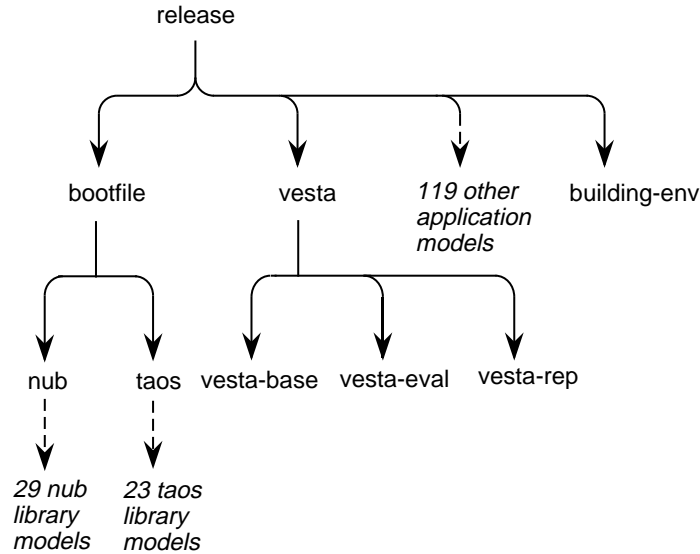 release
bootfile
vesta
119 other
application
models
building-env
nub
taos
vesta-base
vesta-eval
vesta-rep
29 nub
library
models
23 taos
library
models